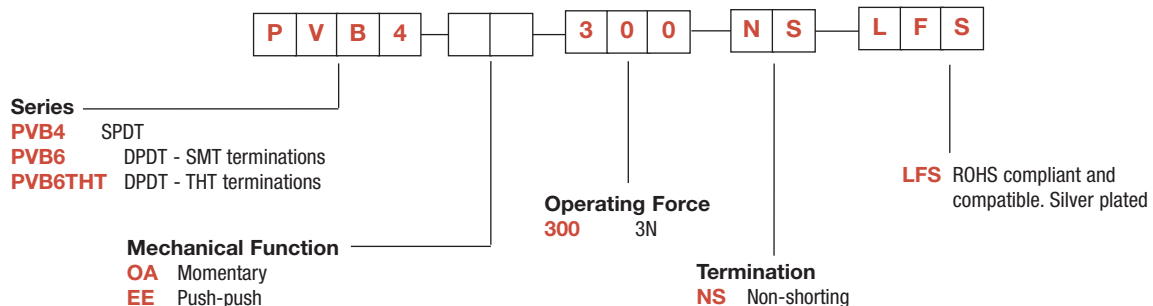 P V B 4 3 0 0 N S L F S
Series
PVB4 SPDT
PVB6 DPDT - SMT terminations
PVB6THT DPDT - THT terminations
Mechanical Function
OA Momentary
EE Push-push
Operating Force
300 3N
Termination
NS Non-shorting
LFS ROHS compliant and
compatible. Silver plated